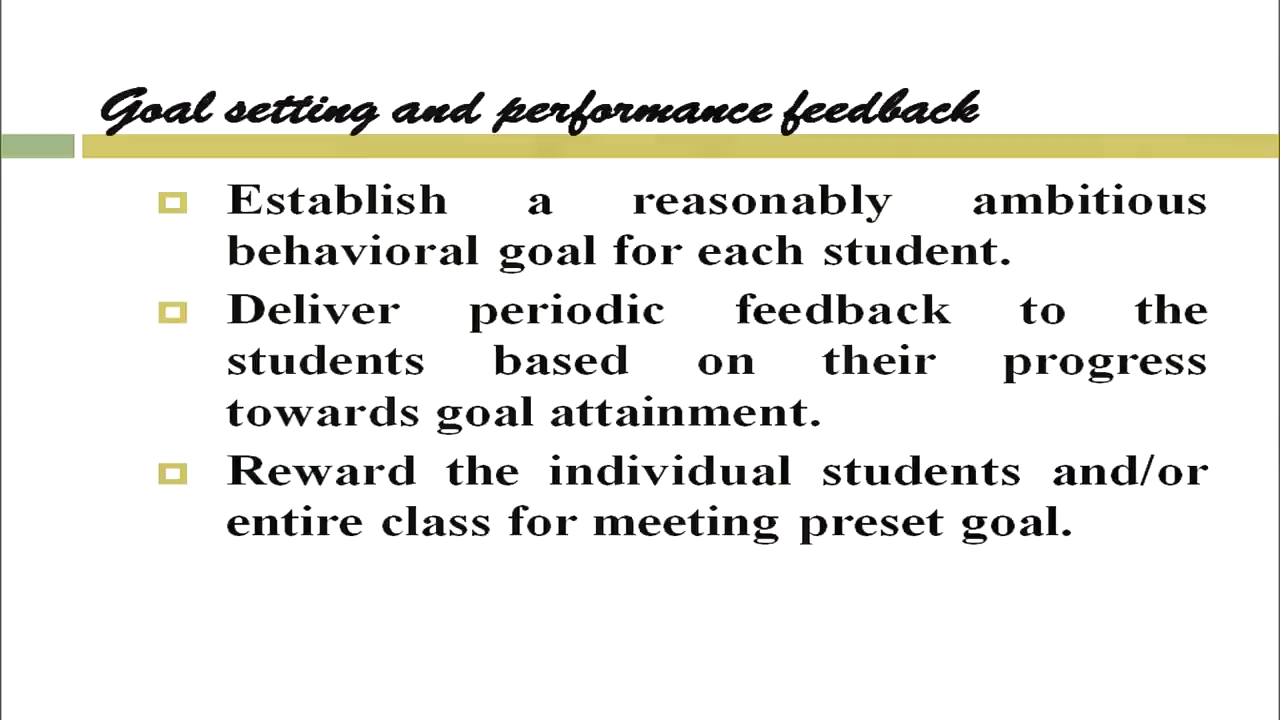 Goal setting and performance feedback
Establish a reasonably ambitious
behavioral goal for each student.
Deliver periodic feedback to the
students based on their progress
towards goal attainment.
Reward the individual students and/or
entire class for meeting preset goal.